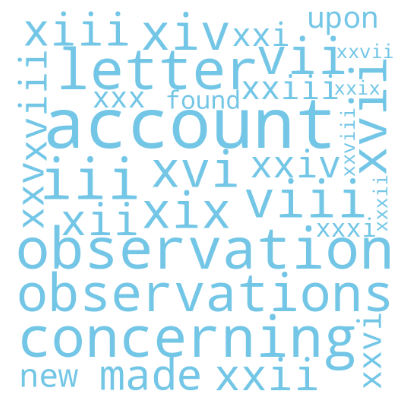 xiii xiv xxi upon
letter vii xxvii
xxx found xxiii xxix
account
xviii xxv xxviii xvii xxxii
iii xvi xxiv
xii xix viii
xxxi
observation
observations
concerning
new made xxii xxvi